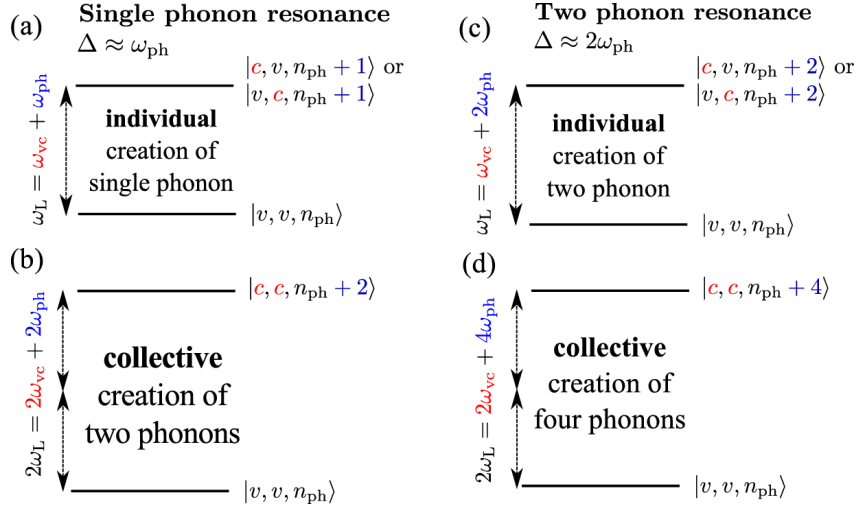 (a) Single phonon resonance
Δ ≈ ω_ph
|c, v, n_ph + 1⟩ or
|v, c, n_ph + 1⟩
ω_L = ω_vc + ω_ph
individual
creation of
single phonon
|v, v, n_ph⟩
(b)
|c, c, n_ph + 2⟩
2ω_L = 2ω_vc + 2ω_ph
collective
creation of
two phonons
|v, v, n_ph⟩
(c) Two phonon resonance
Δ ≈ 2ω_ph
|c, v, n_ph + 2⟩ or
|v, c, n_ph + 2⟩
ω_L = ω_vc + 2ω_ph
individual
creation of
two phonon
|v, v, n_ph⟩
(d)
|c, c, n_ph + 4⟩
2ω_L = 2ω_vc + 4ω_ph
collective
creation of
four phonons
|v, v, n_ph⟩